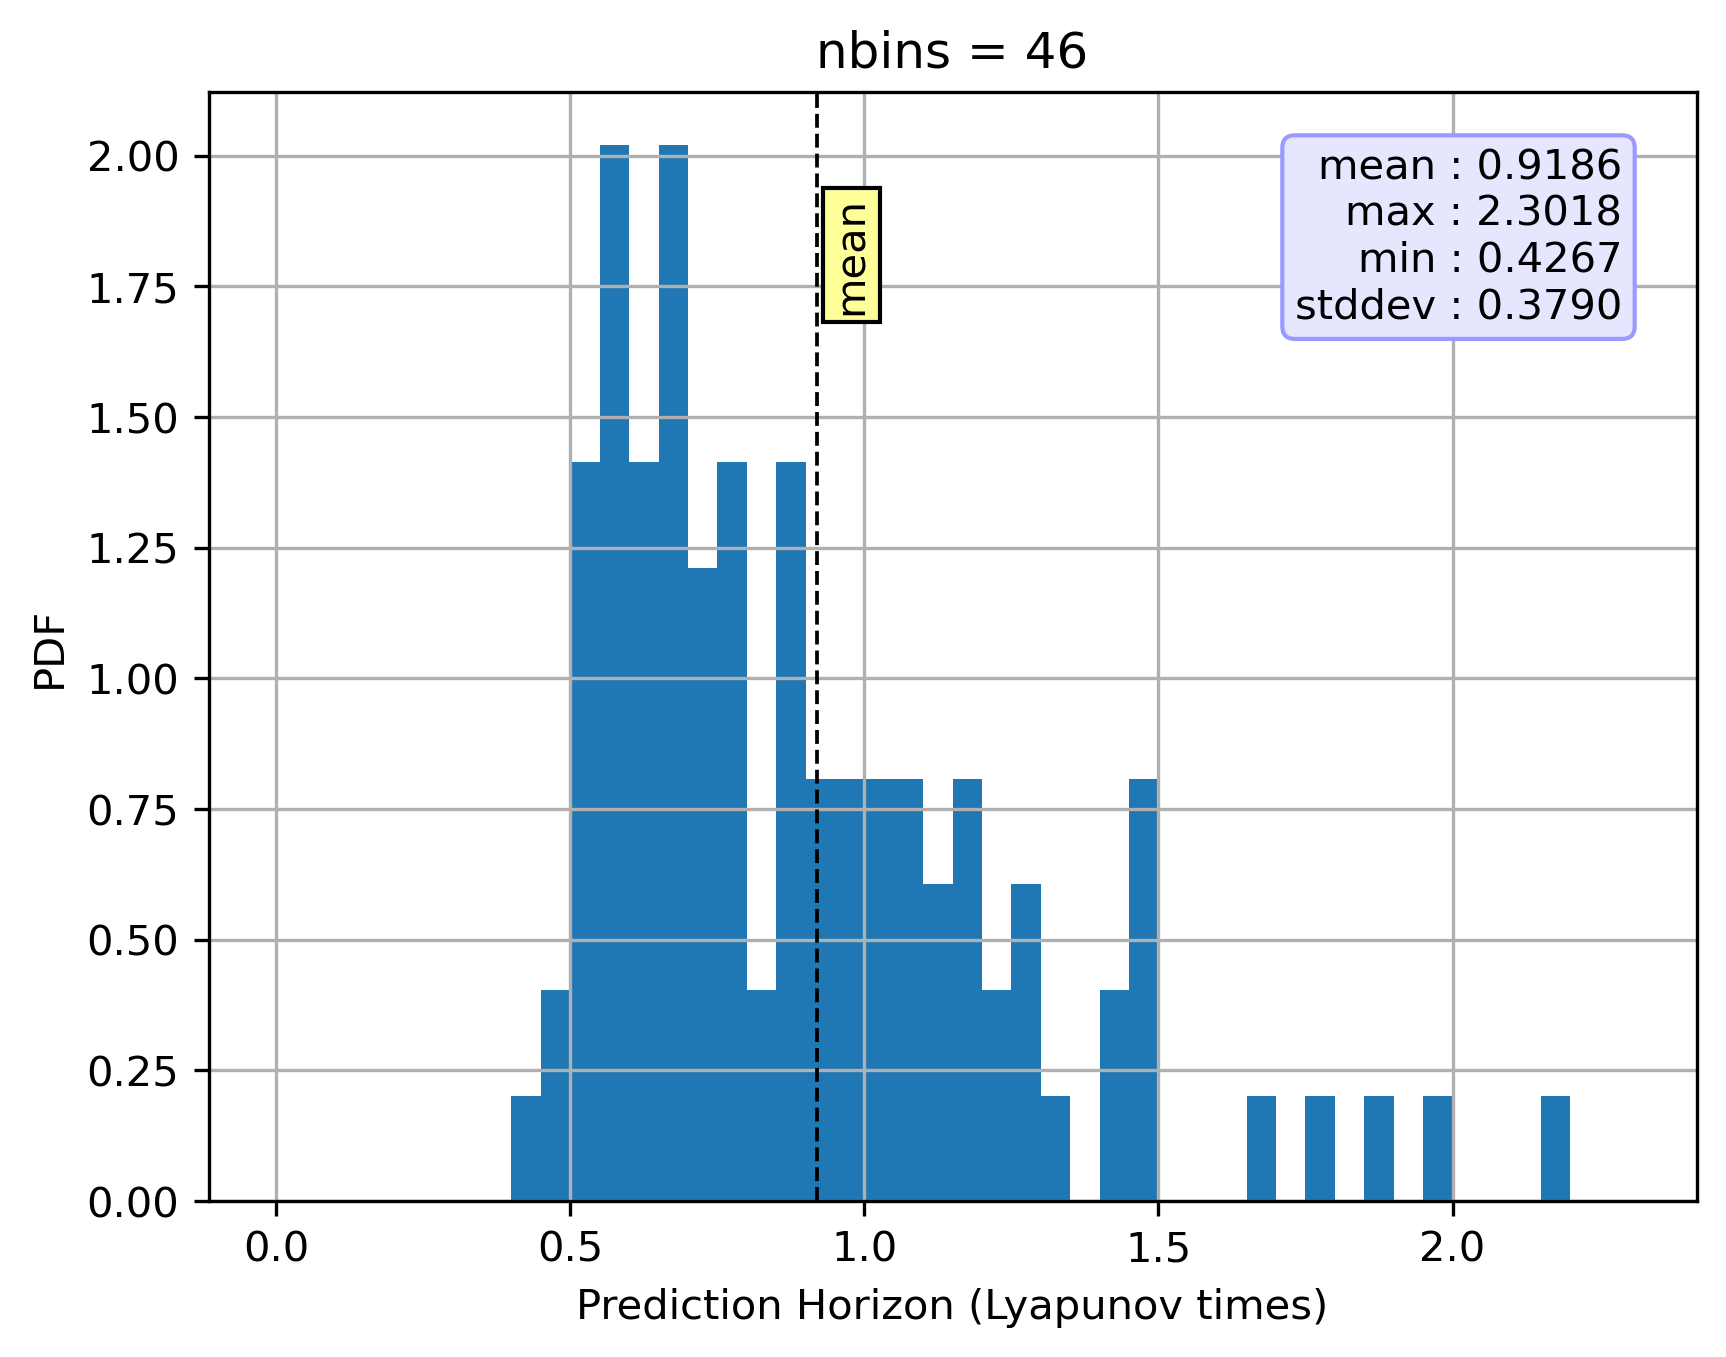 nbins = 46
mean : 0.9186
max : 2.3018
min : 0.4267
stddev : 0.3790
mean
PDF
2.00
1.75
1.50
1.25
1.00
0.75
0.50
0.25
0.00
0.0 0.5 1.0 1.5 2.0
Prediction Horizon (Lyapunov times)